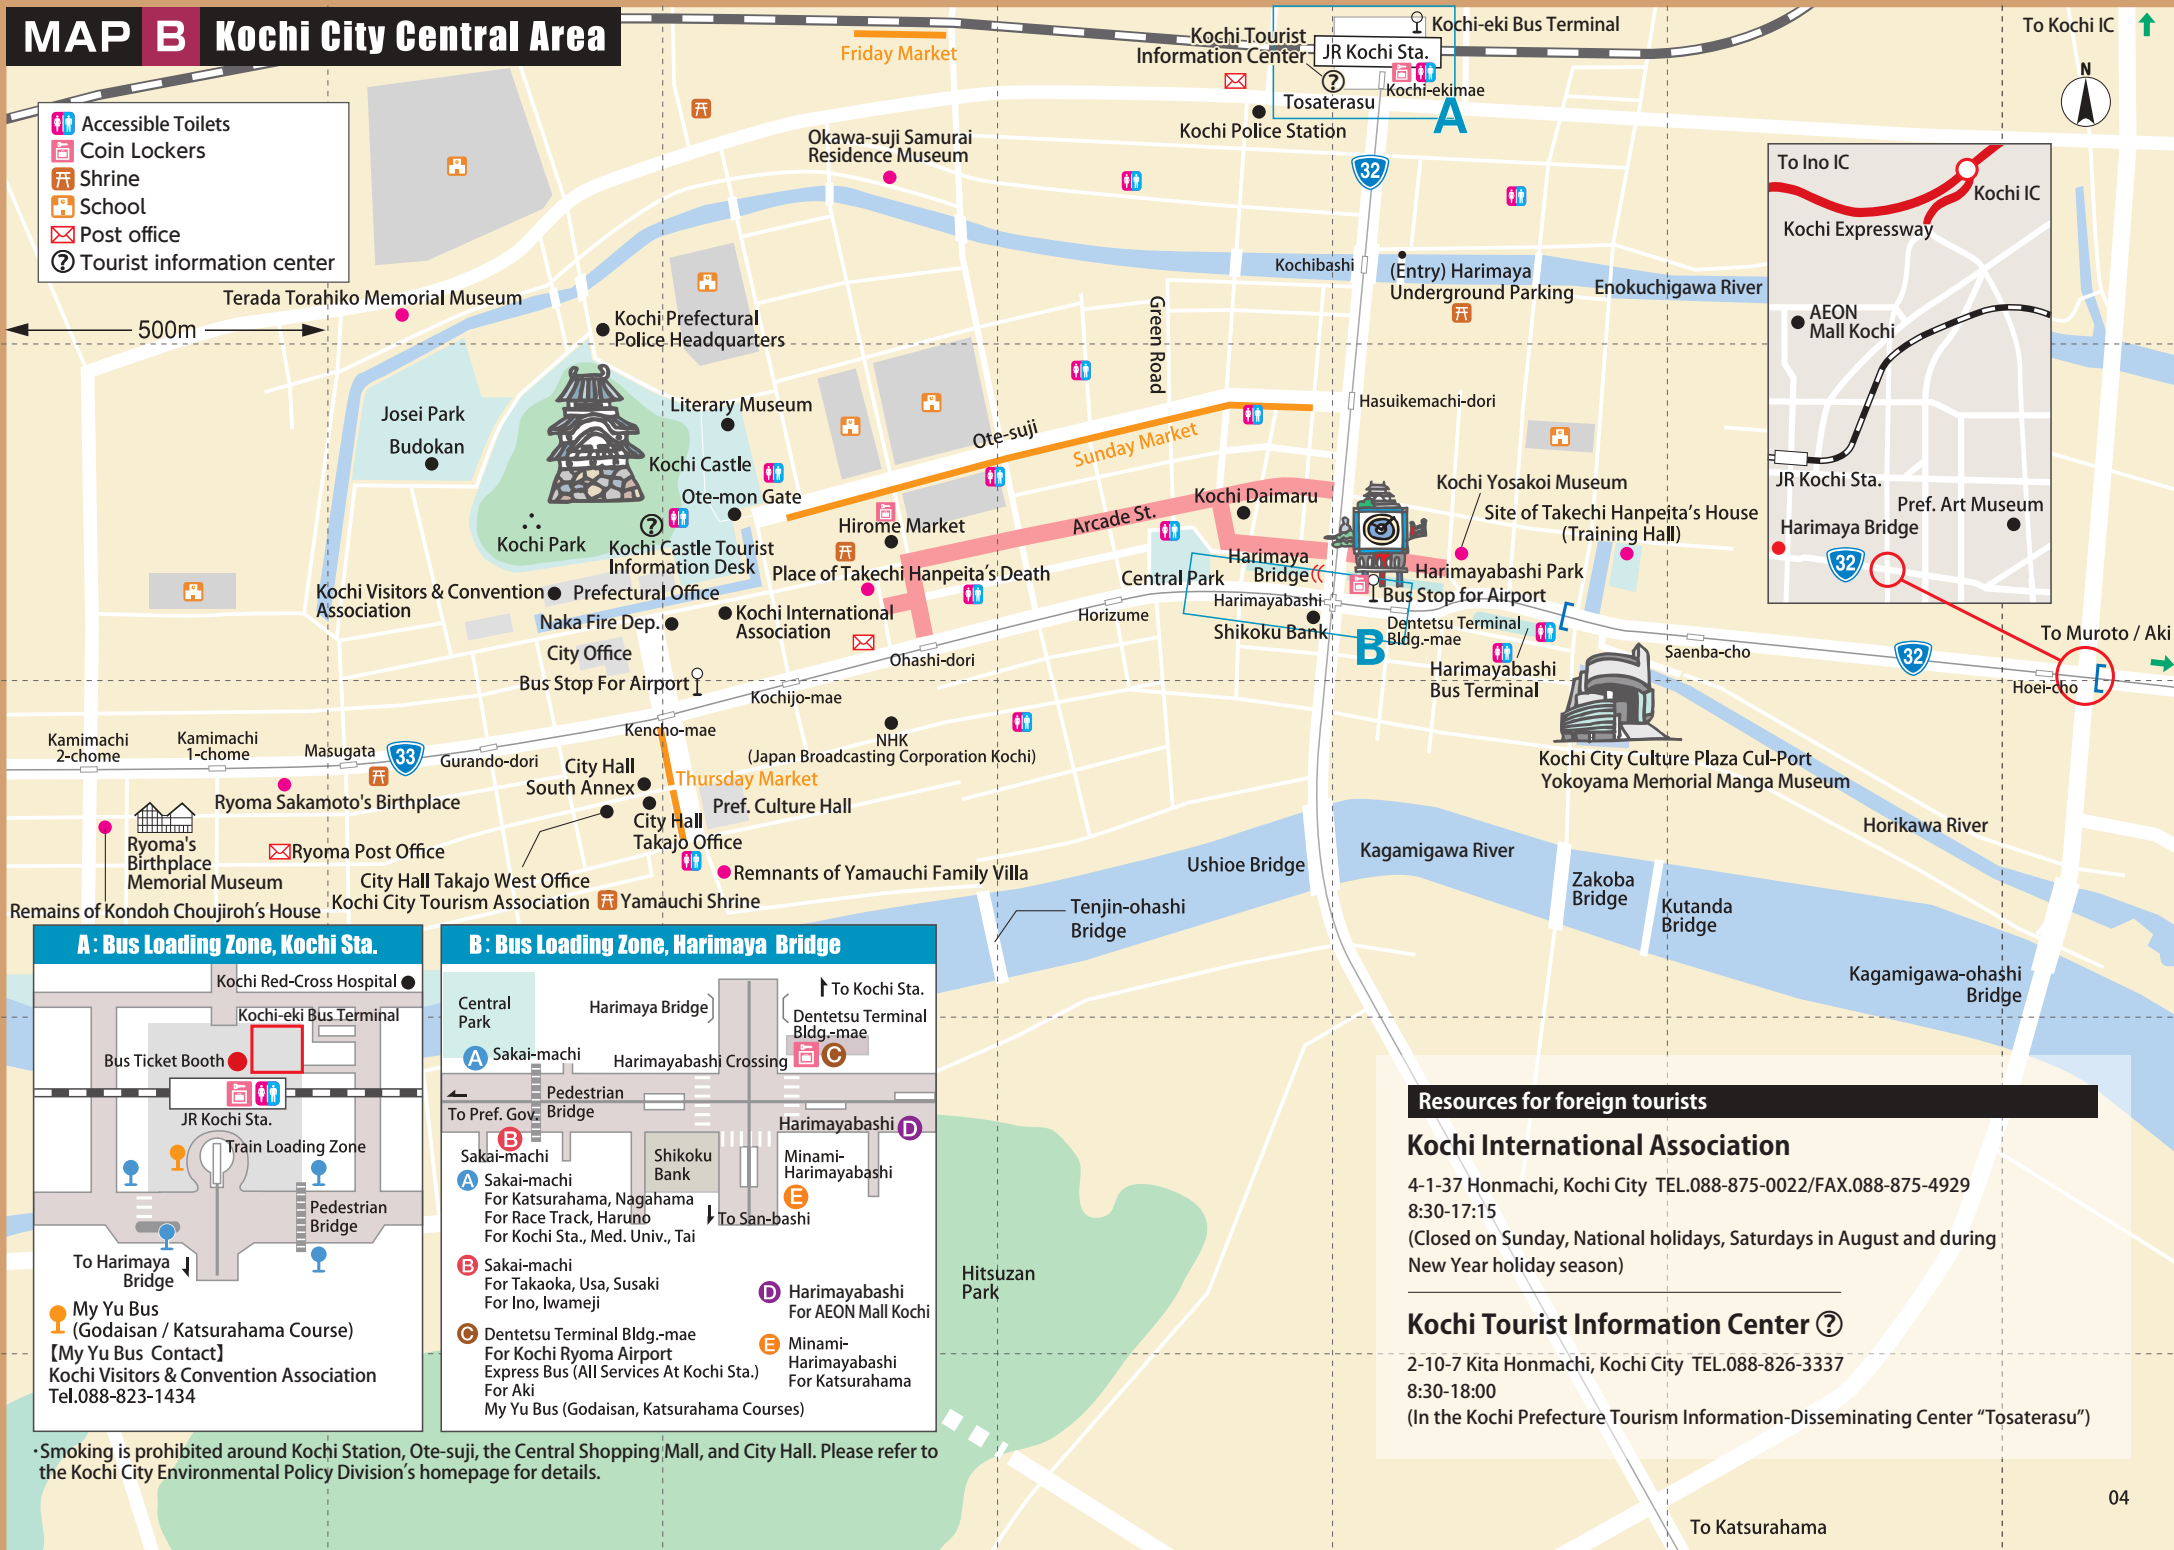 MAP B Kochi City Central Area
Accessible Toilets
Coin Lockers
Shrine
School
Post office
Tourist information center
500m
Friday Market
Kochi Tourist
Information Center
JR Kochi Sta.
Kochi-eki Bus Terminal
Kochi-ekimae
Tosaterasu
A
Kochi Police Station
To Kochi IC
N
Okawa-suji Samurai
Residence Museum
32
Terada Torahiko Memorial Museum
Kochi Prefectural
Police Headquarters
Kochibashi
(Entry) Harimaya
Underground Parking
Enokuchigawa River
Green Road
To Ino IC
Kochi IC
Kochi Expressway
AEON
Mall Kochi
JR Kochi Sta.
Pref. Art Museum
Harimaya Bridge
32
Josei Park
Budokan
Literary Museum
Kochi Castle
Ote-mon Gate
Ote-suji
Sunday Market
Hasuikemachi-dori
Kochi Park
Kochi Castle Tourist
Information Desk
Hirome Market
Arcade St.
Kochi Daimaru
Kochi Yosakoi Museum
Site of Takechi Hanpeita's House
(Training Hall)
Kochi Visitors & Convention
Association
Prefectural Office
Place of Takechi Hanpeita's Death
Central Park
Harimaya
Bridge
Harimayabashi Park
Bus Stop for Airport
Harimayabashi
Naka Fire Dep.
Kochi International
Association
Horizume
Shikoku Bank
B
Dentetsu Terminal
Bldg.-mae
Harimayabashi
Bus Terminal
City Office
Bus Stop For Airport
Ohashi-dori
Kochijo-mae
Kencho-mae
Saenba-cho
32
Hoei-cho
To Muroto / Aki
Kamimachi
2-chome
Kamimachi
1-chome
Masugata
33
Gurando-dori
NHK
(Japan Broadcasting Corporation Kochi)
Kochi City Culture Plaza Cul-Port
Yokoyama Memorial Manga Museum
Ryoma Sakamoto's Birthplace
City Hall
South Annex
Thursday Market
Pref. Culture Hall
City Hall
Takajo Office
Ryoma's
Birthplace
Memorial Museum
Ryoma Post Office
City Hall Takajo West Office
Kochi City Tourism Association
Remains of Kondoh Choujiroh's House
Remnants of Yamauchi Family Villa
Yamauchi Shrine
Ushioe Bridge
Kagamigawa River
Horikawa River
Zakoba
Bridge
Kutanda
Bridge
Tenjin-ohashi
Bridge
Kagamigawa-ohashi
Bridge
A : Bus Loading Zone, Kochi Sta.
Kochi Red-Cross Hospital
Kochi-eki Bus Terminal
Bus Ticket Booth
JR Kochi Sta.
Train Loading Zone
Pedestrian
Bridge
To Harimaya
Bridge
My Yu Bus
(Godaisan / Katsurahama Course)
【My Yu Bus Contact】
Kochi Visitors & Convention Association
Tel.088-823-1434
B : Bus Loading Zone, Harimaya Bridge
Central
Park
Harimaya Bridge
To Kochi Sta.
Dentetsu Terminal
Bldg.-mae
A Sakai-machi
Harimayabashi Crossing
C
Pedestrian
Bridge
To Pref. Gov.
B
Sakai-machi
Harimayabashi D
Shikoku
Bank
Minami-
Harimayabashi
E
To San-bashi
A Sakai-machi
For Katsurahama, Nagahama
For Race Track, Haruno
For Kochi Sta., Med. Univ., Tai
B Sakai-machi
For Takaoka, Usa, Susaki
For Ino, Iwameji
C Dentetsu Terminal Bldg.-mae
For Kochi Ryoma Airport
Express Bus (All Services At Kochi Sta.)
For Aki
My Yu Bus (Godaisan, Katsurahama Courses)
D Harimayabashi
For AEON Mall Kochi
E Minami-
Harimayabashi
For Katsurahama
Hitsuzan
Park
·Smoking is prohibited around Kochi Station, Ote-suji, the Central Shopping Mall, and City Hall. Please refer to
the Kochi City Environmental Policy Division's homepage for details.
Resources for foreign tourists
Kochi International Association
4-1-37 Honmachi, Kochi City TEL.088-875-0022/FAX.088-875-4929
8:30-17:15
(Closed on Sunday, National holidays, Saturdays in August and during
New Year holiday season)
Kochi Tourist Information Center ?
2-10-7 Kita Honmachi, Kochi City TEL.088-826-3337
8:30-18:00
(In the Kochi Prefecture Tourism Information-Disseminating Center “Tosaterasu”)
04
To Katsurahama